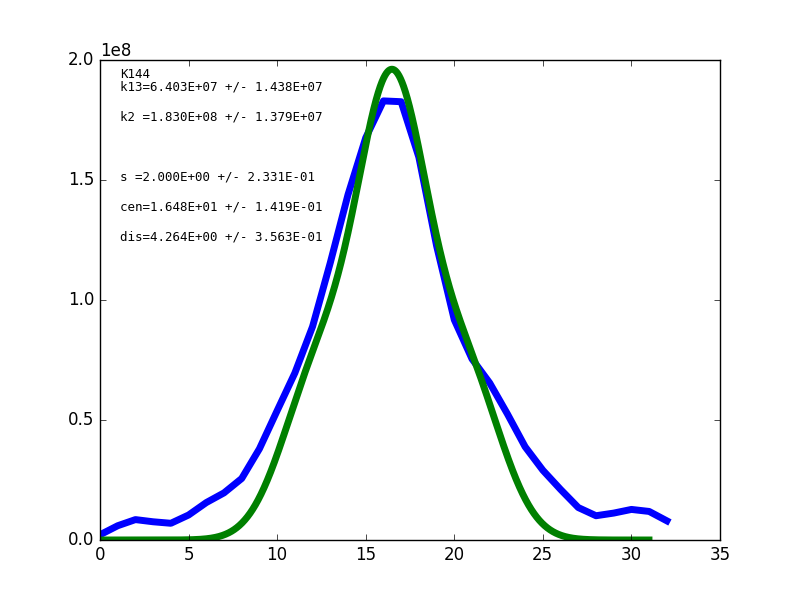 1e8
2.0
1.5
1.0
0.5
0.0
K144
k13=6.403E+07 +/- 1.438E+07
k2 =1.830E+08 +/- 1.379E+07
s =2.000E+00 +/- 2.331E-01
cen=1.648E+01 +/- 1.419E-01
dis=4.264E+00 +/- 3.563E-01
0 5 10 15 20 25 30 35